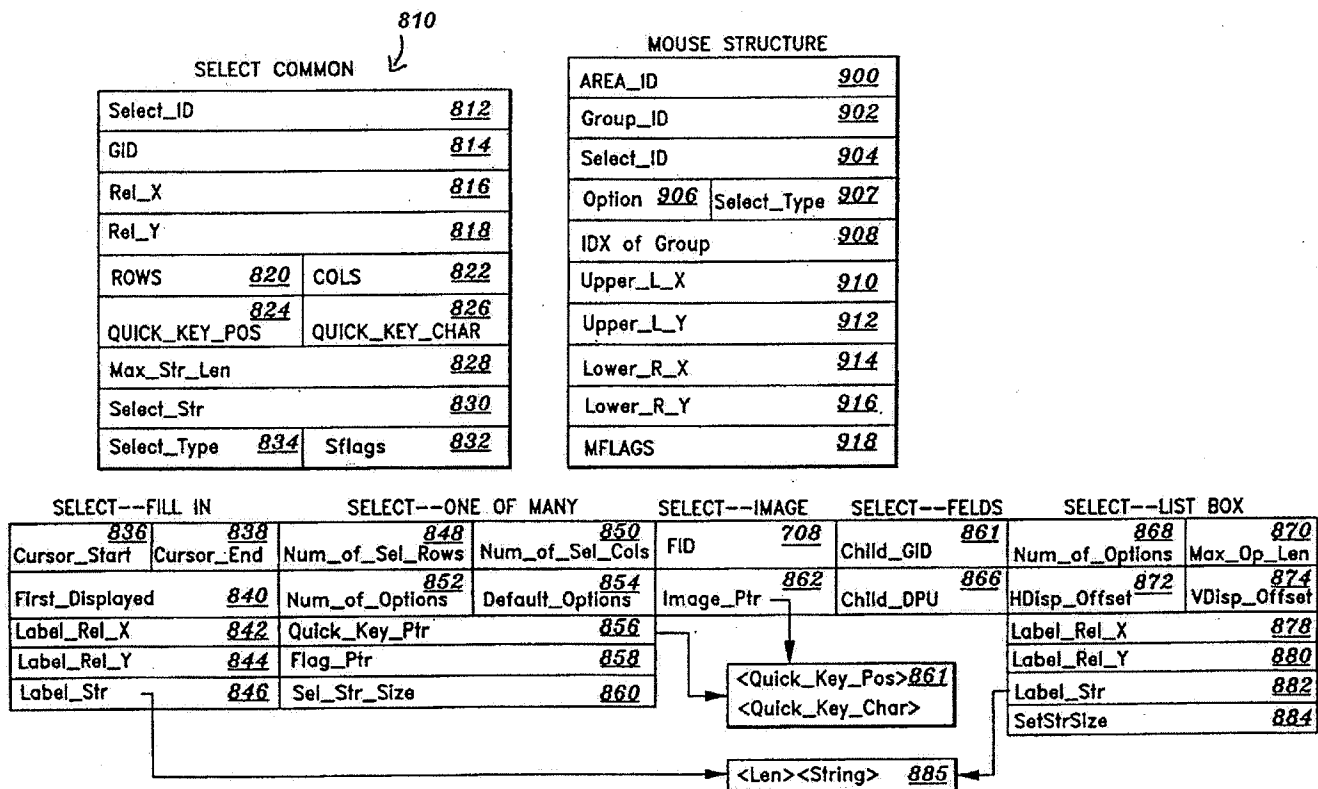 810
SELECT COMMON
Select_ID 812
GID 814
Rel_X 816
Rel_Y 818
ROWS 820 COLS 822
824 826
QUICK_KEY_POS QUICK_KEY_CHAR
Max_Str_Len 828
Select_Str 830
Select_Type 834 Sflags 832
MOUSE STRUCTURE
AREA_ID 900
Group_ID 902
Select_ID 904
Option 906 Select_Type 907
IDX of Group 908
Upper_L_X 910
Upper_L_Y 912
Lower_R_X 914
Lower_R_Y 916
MFLAGS 918
SELECT--FILL IN
836 838
Cursor_Start Cursor_End
First_Displayed 840
Label_Rel_X 842
Label_Rel_Y 844
Label_Str 846
SELECT--ONE OF MANY
848 850
Num_of_Sel_Rows Num_of_Sel_Cols
852 854
Num_of_Options Default_Options
Quick_Key_Ptr 856
Flag_Ptr 858
Sel_Str_Size 860
SELECT--IMAGE
FID 708
Image_Ptr 862
SELECT--FELDS
Child_GID 861
Child_DPU 866
SELECT--LIST BOX
868 870
Num_of_Options Max_Op_Len
872 874
HDisp_Offset VDisp_Offset
Label_Rel_X 878
Label_Rel_Y 880
Label_Str 882
SetStrSize 884
<Quick_Key_Pos> 861
<Quick_Key_Char>
<Len><String> 885